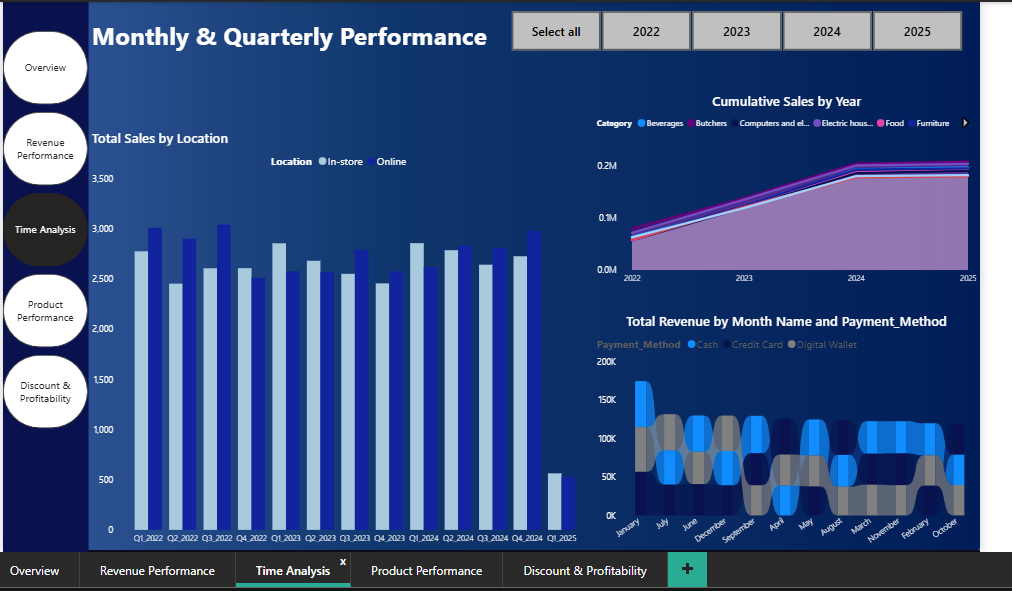 Monthly & Quarterly Performance
Select all
2022
2023
2024
2025
Overview
Revenue
Performance
Time Analysis
Product
Performance
Discount &
Profitability
Total Sales by Location
Location In-store Online
3,500
3,000
2,500
2,000
1,500
1,000
500
0
Q1_2022 Q2_2022 Q3_2022 Q4_2022 Q1_2023 Q2_2023 Q3_2023 Q4_2023 Q1_2024 Q2_2024 Q3_2024 Q4_2024 Q1_2025
Cumulative Sales by Year
Category Beverages Butchers Computers and el... Electric hous... Food Furniture
0.2M
0.1M
0.0M
2022 2023 2024 2025
Total Revenue by Month Name and Payment_Method
Payment_Method Cash Credit Card Digital Wallet
200K
150K
100K
50K
0K
January July June December September April May August March November February October
Overview Revenue Performance Time Analysis x Product Performance Discount & Profitability +